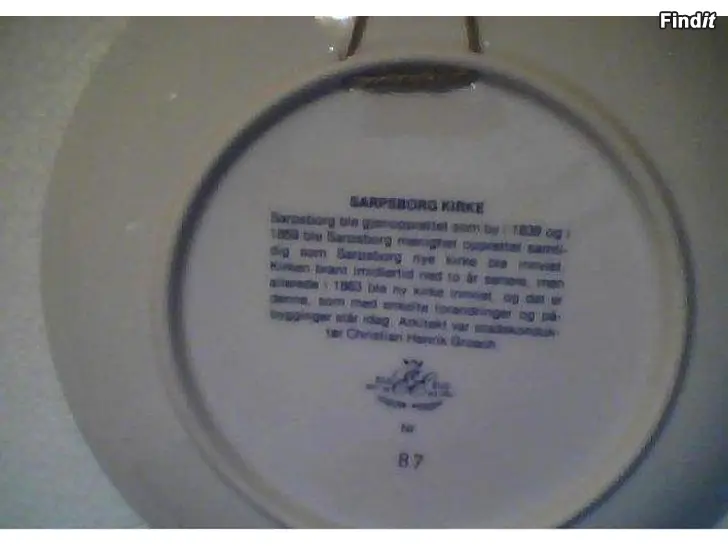 Findit
SARPSBORG KIRKE
Sarpsborg ble gjenopprettet som by i 1839 og i
1859 ble Sarpsborg menighet opprettet samti-
dig som Sarpsborg nye kirke ble innviet.
Kirken brant imidlertid ned to år senere, men
allerede i 1863 ble ny kirke innviet, og det er
denne, som med enkelte forandringer og på-
bygginger står idag. Arkitekt var stadskonduk-
tør Christian Henrik Grosch.
Nr
87